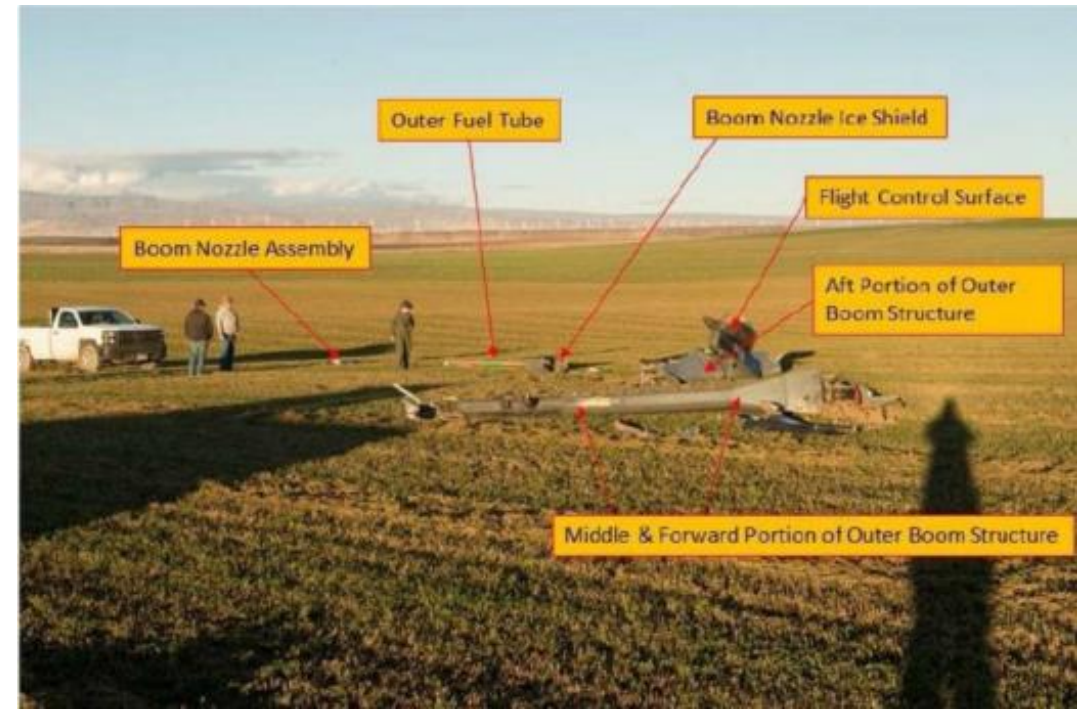 Outer Fuel Tube
Boom Nozzle Ice Shield
Flight Control Surface
Boom Nozzle Assembly
Aft Portion of Outer
Boom Structure
Middle & Forward Portion of Outer Boom Structure